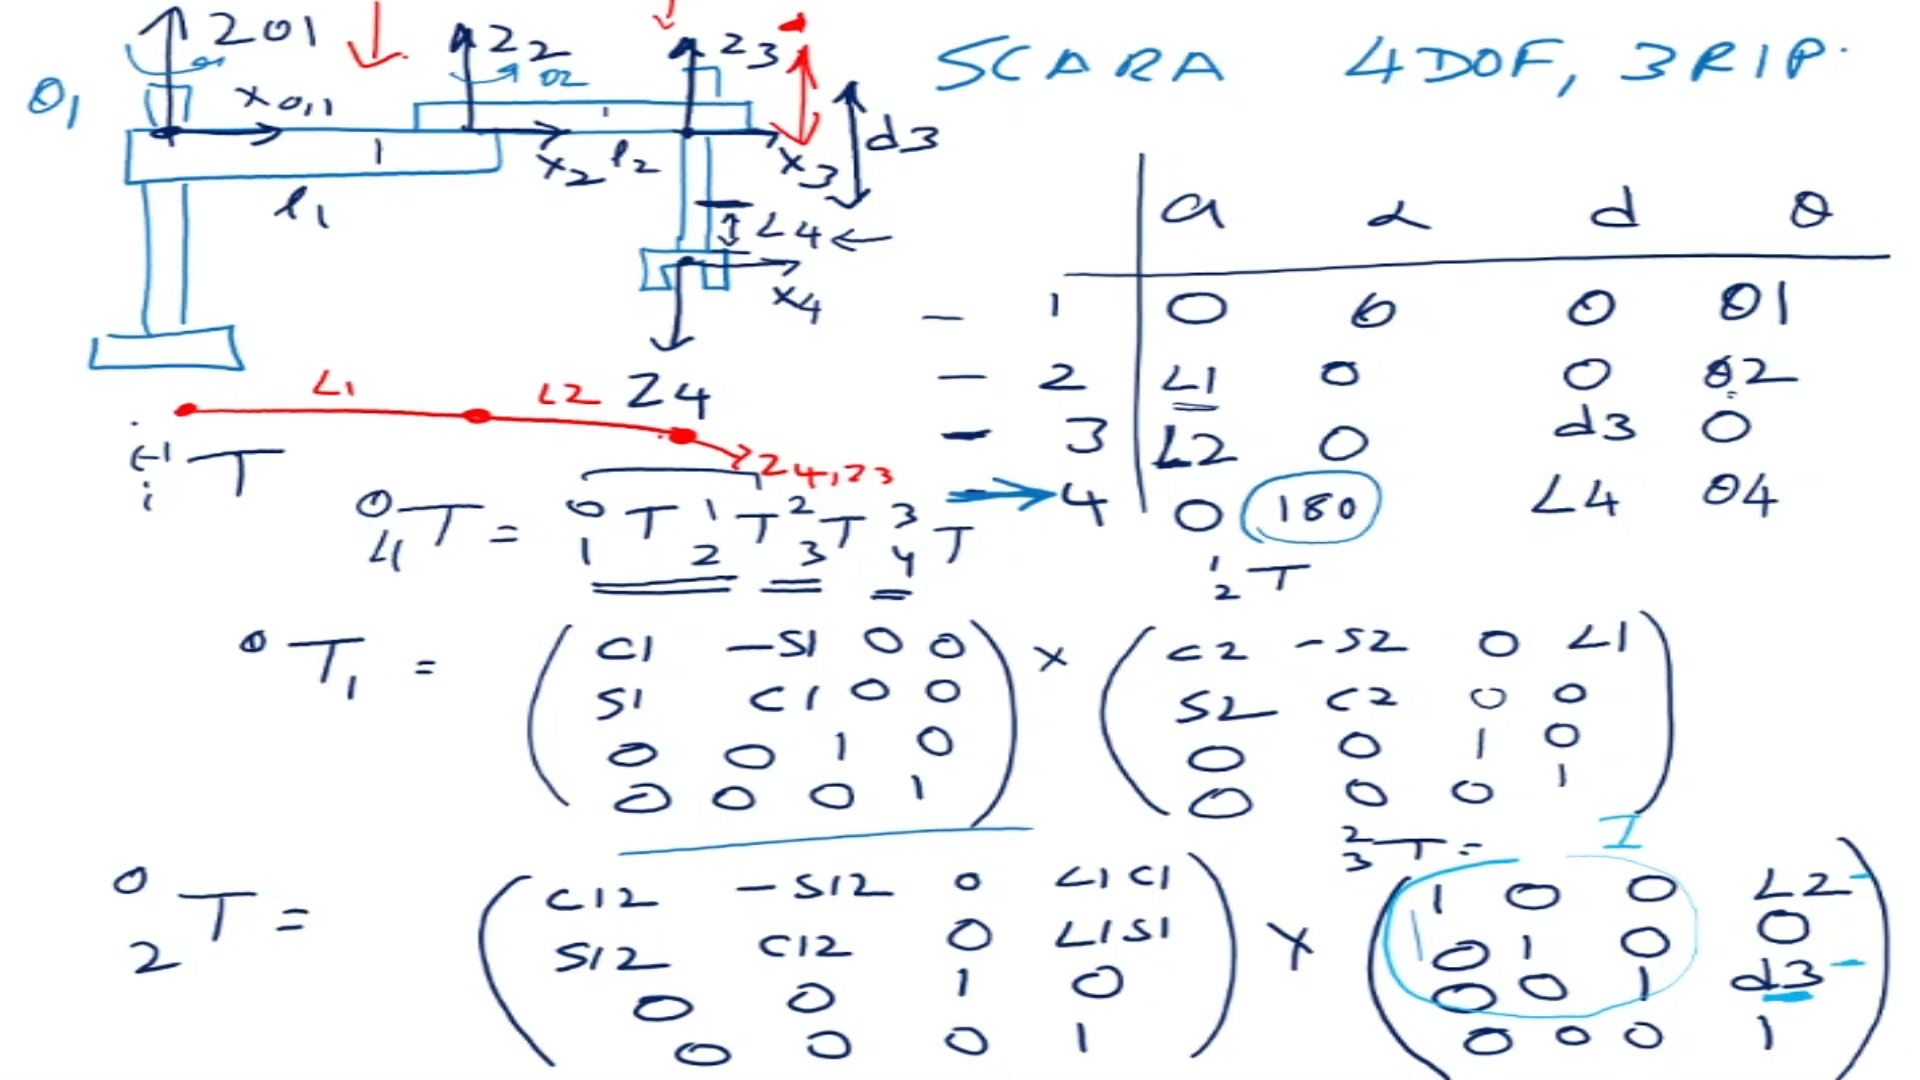 SCARA 4DOF, 3R1P.
Z01
Z2
Z3
θ1
θ2
x0,1
x2
l2
x3
d3
l1
L4
x4
Z4
L1
L2
Z4,Z3
a α d θ
1 0 0 0 θ1
2 L1 0 0 θ2
3 L2 0 d3 0
4 0 180 L4 θ4
i-1 T i
0 4 T = 0 1 T 1 2 T 2 3 T 3 4 T
1 2 T
0 T 1 =
C1 -S1 0 0
S1 C1 0 0
0 0 1 0
0 0 0 1
×
C2 -S2 0 L1
S2 C2 0 0
0 0 1 0
0 0 0 1
0 2 T =
C12 -S12 0 L1C1
S12 C12 0 L1S1
0 0 1 0
0 0 0 1
×
2 3 T =
I
1 0 0 L2
0 1 0 0
0 0 1 d3
0 0 0 1